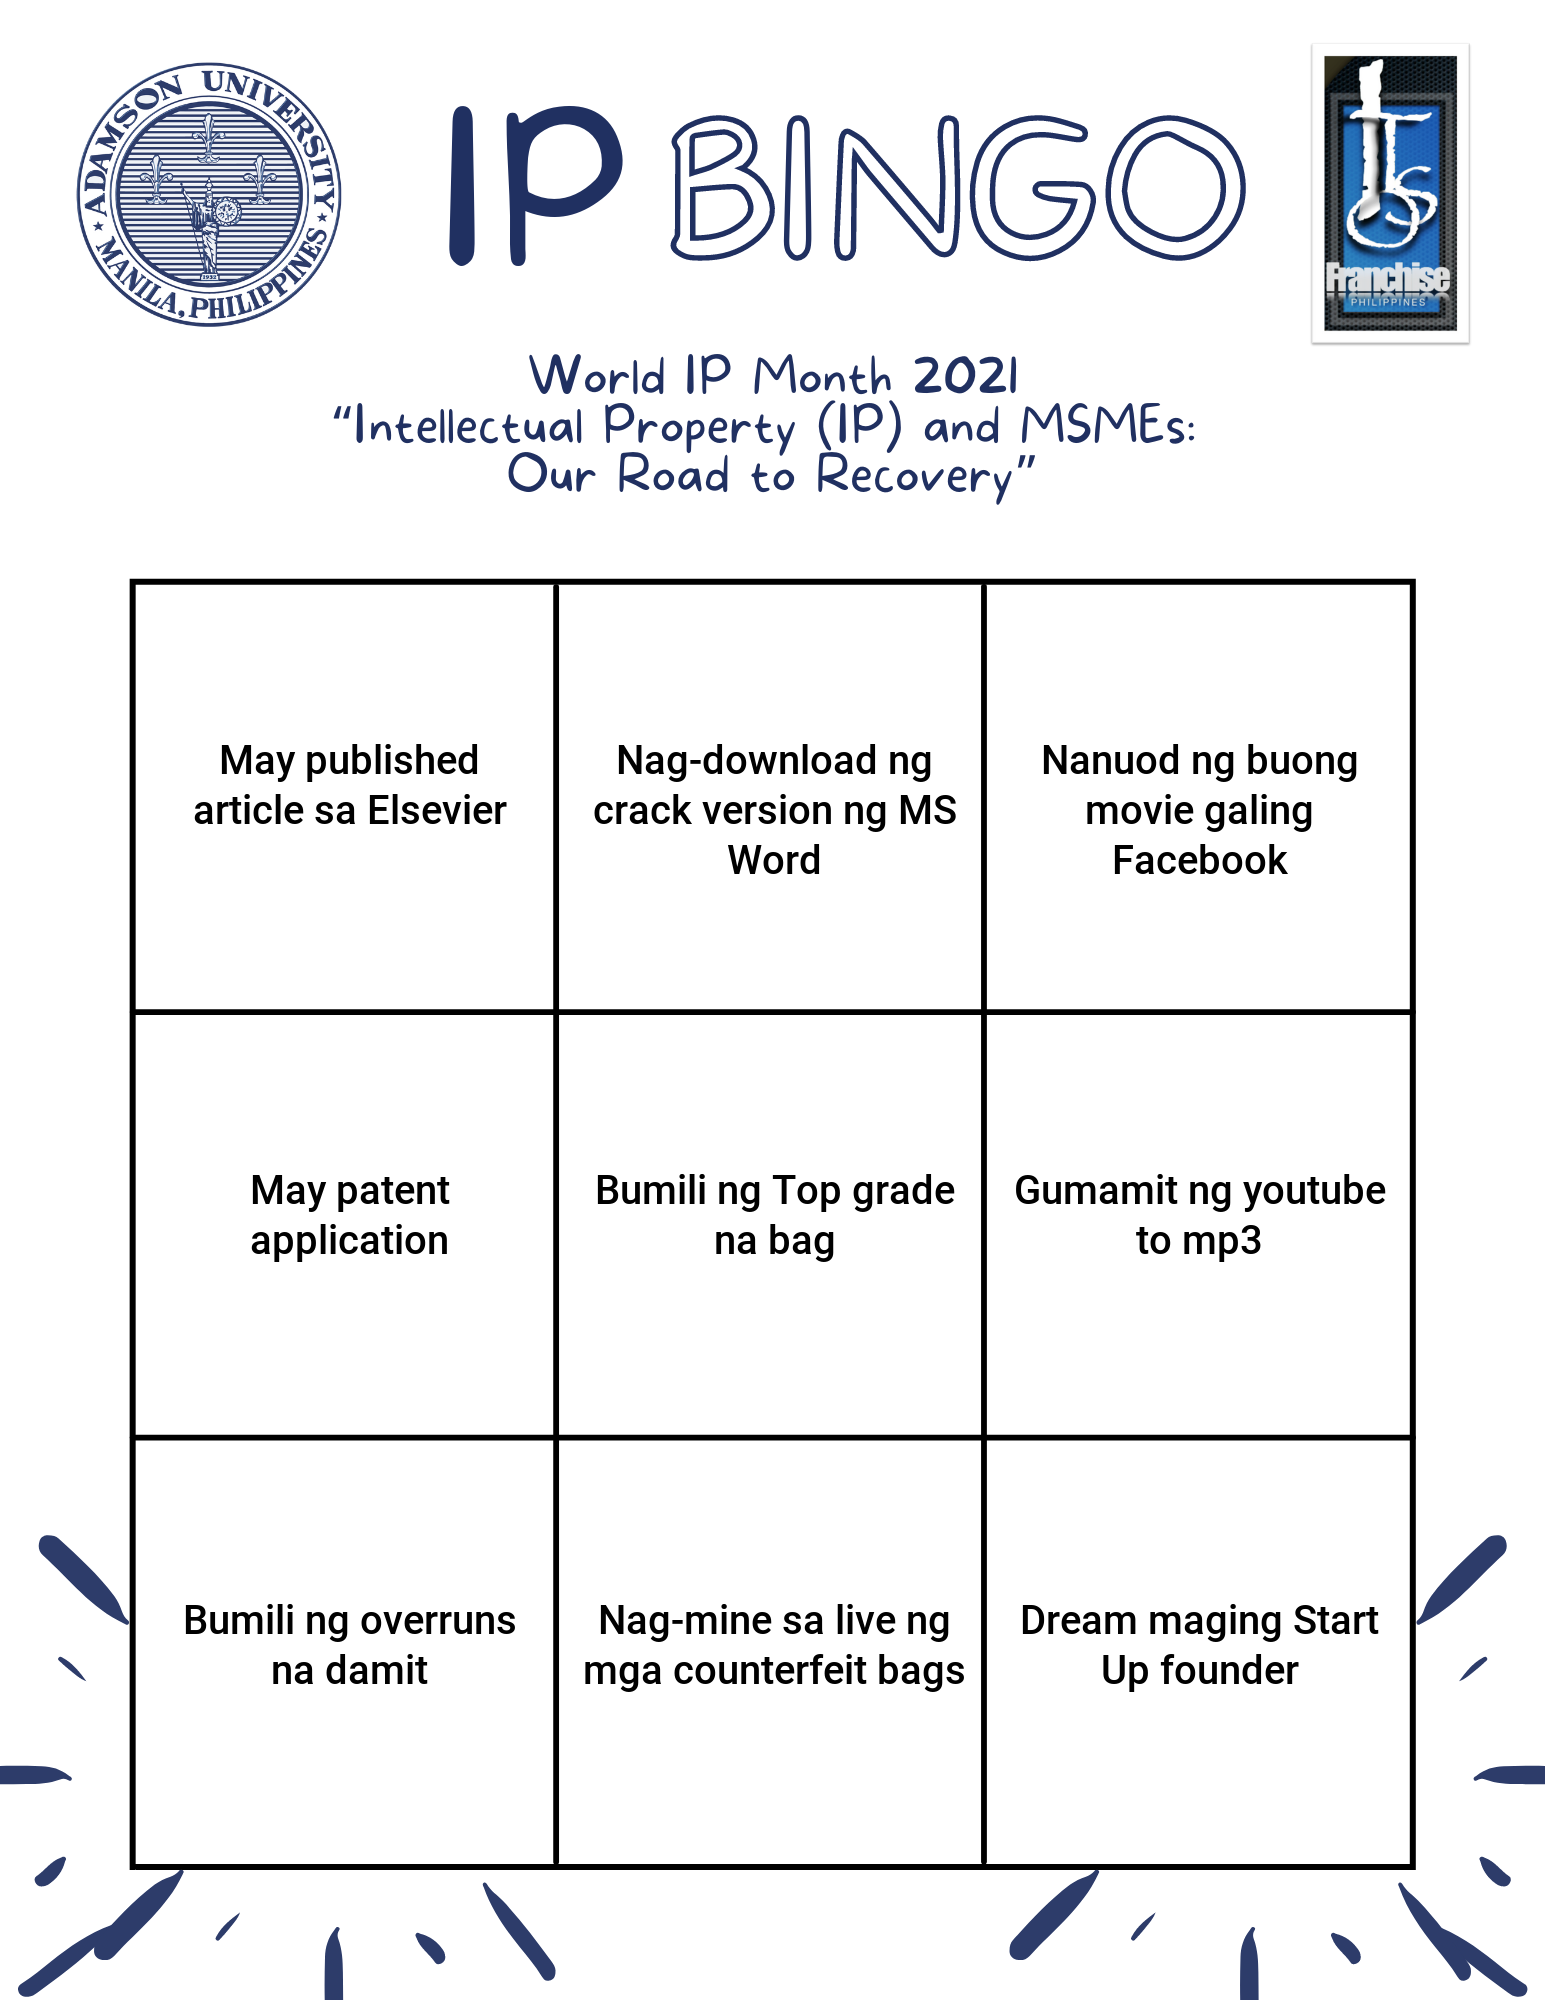 ADAMSON UNIVERSITY
MANILA, PHILIPPINES
1932
IP BINGO
ITS
Franchise
PHILIPPINES
World IP Month 2021
“Intellectual Property (IP) and MSMEs:
Our Road to Recovery”
May published
article sa Elsevier
Nag-download ng
crack version ng MS
Word
Nanuod ng buong
movie galing
Facebook
May patent
application
Bumili ng Top grade
na bag
Gumamit ng youtube
to mp3
Bumili ng overruns
na damit
Nag-mine sa live ng
mga counterfeit bags
Dream maging Start
Up founder